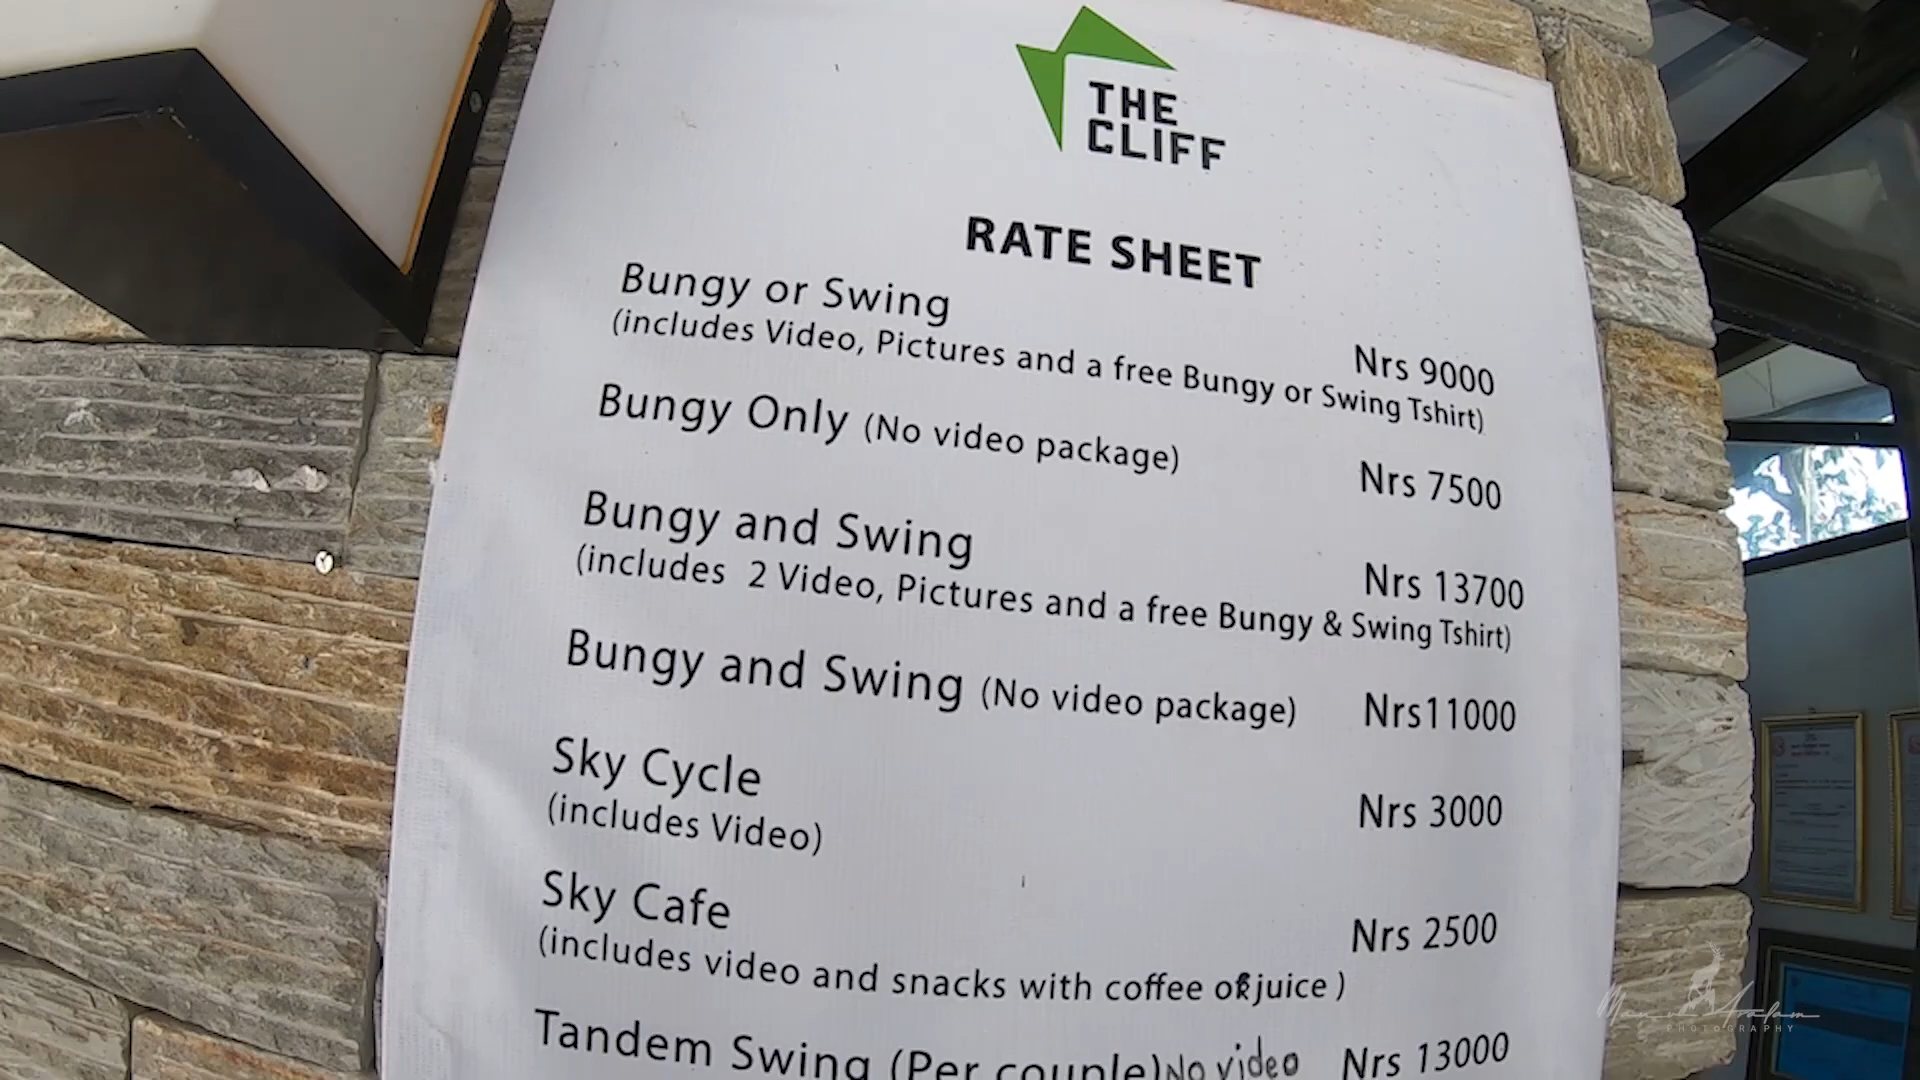 THE
CLIFF
RATE SHEET
Bungy or Swing
(includes Video, Pictures and a free Bungy or Swing Tshirt)
Nrs 9000
Bungy Only (No video package)
Nrs 7500
Bungy and Swing
(includes 2 Video, Pictures and a free Bungy & Swing Tshirt)
Nrs 13700
Bungy and Swing (No video package) Nrs11000
Sky Cycle
(includes Video)
Nrs 3000
Sky Cafe
(includes video and snacks with coffee oR juice )
Nrs 2500
Tandem Swing (Per couple) No video Nrs 13000
PHOTOGRAPHY